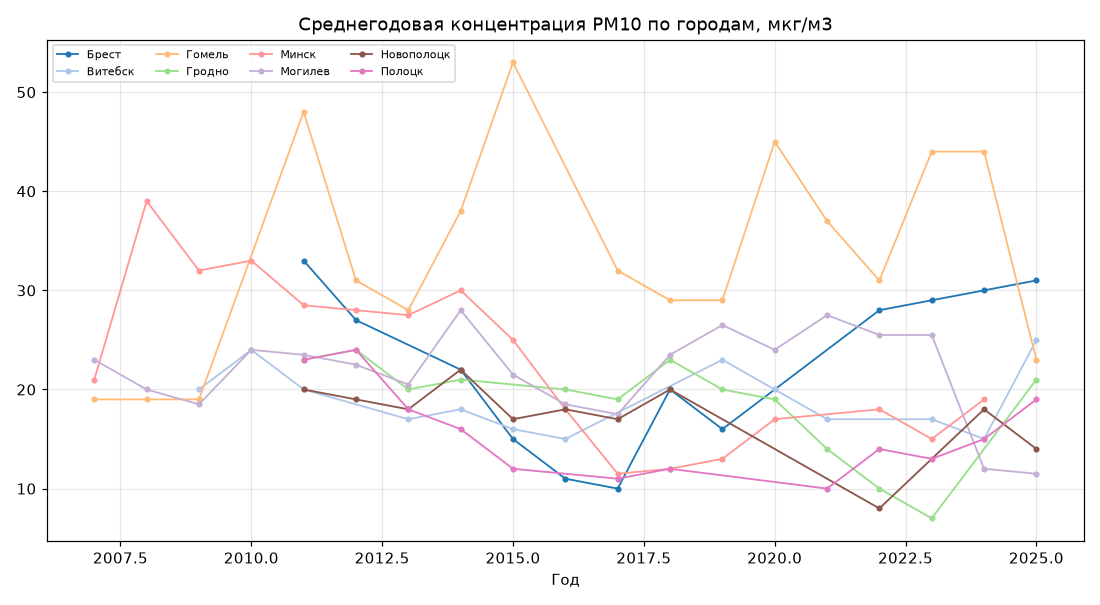 Среднегодовая концентрация PM10 по городам, мкг/м3
Брест Гомель Минск Новополоцк
Витебск Гродно Могилев Полоцк
50
40
30
20
10
2007.5 2010.0 2012.5 2015.0 2017.5 2020.0 2022.5 2025.0
Год